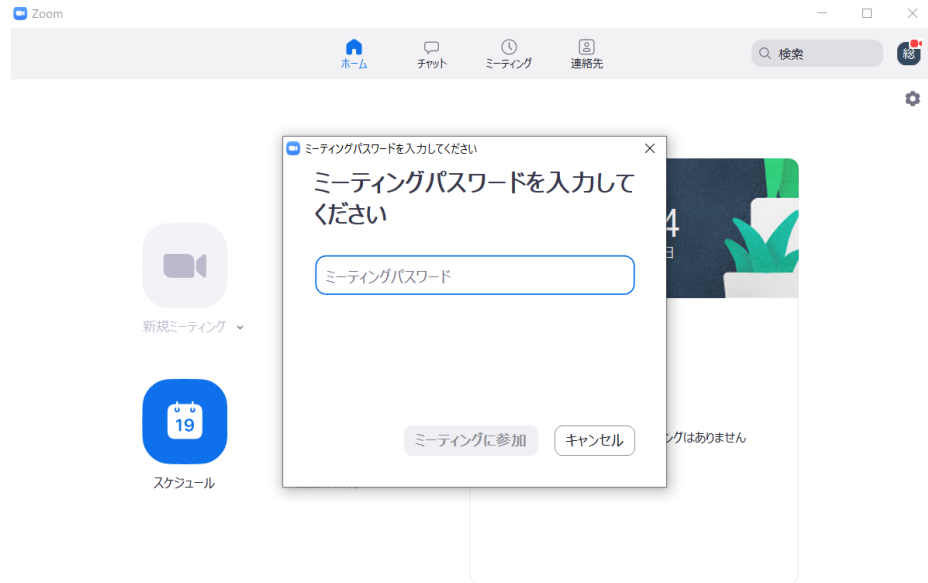 Zoom
ホーム
チャット
ミーティング
連絡先
検索
総
ミーティングパスワードを入力してください
ミーティングパスワードを入力して
ください
4
日
ミーティングパスワード
新規ミーティング
19
ミーティングに参加
キャンセル
ングはありません
スケジュール